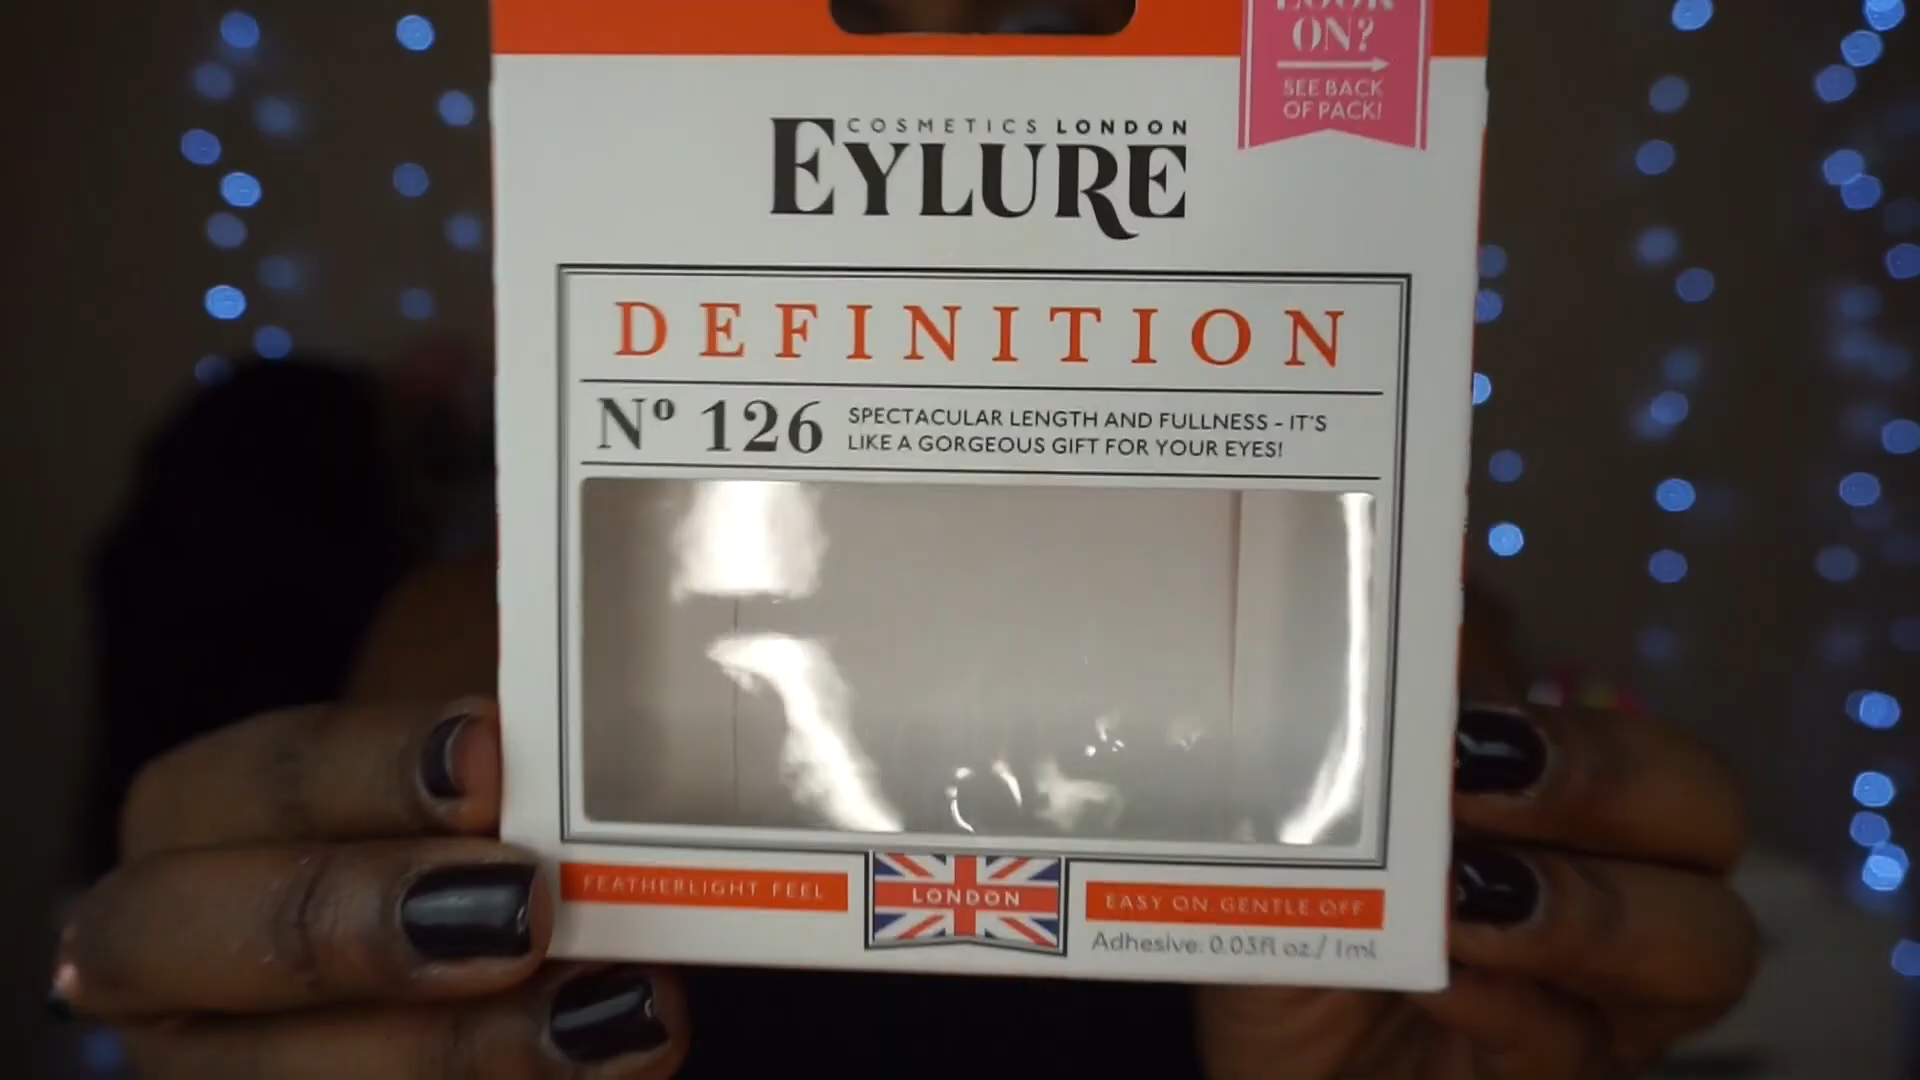 LOOK
ON?
SEE BACK
OF PACK!
COSMETICS LONDON
EYLURE
DEFINITION
Nº 126
SPECTACULAR LENGTH AND FULLNESS - IT'S
LIKE A GORGEOUS GIFT FOR YOUR EYES!
FEATHERLIGHT FEEL
LONDON
EASY ON. GENTLE OFF
Adhesive: 0.03fl oz./ 1ml